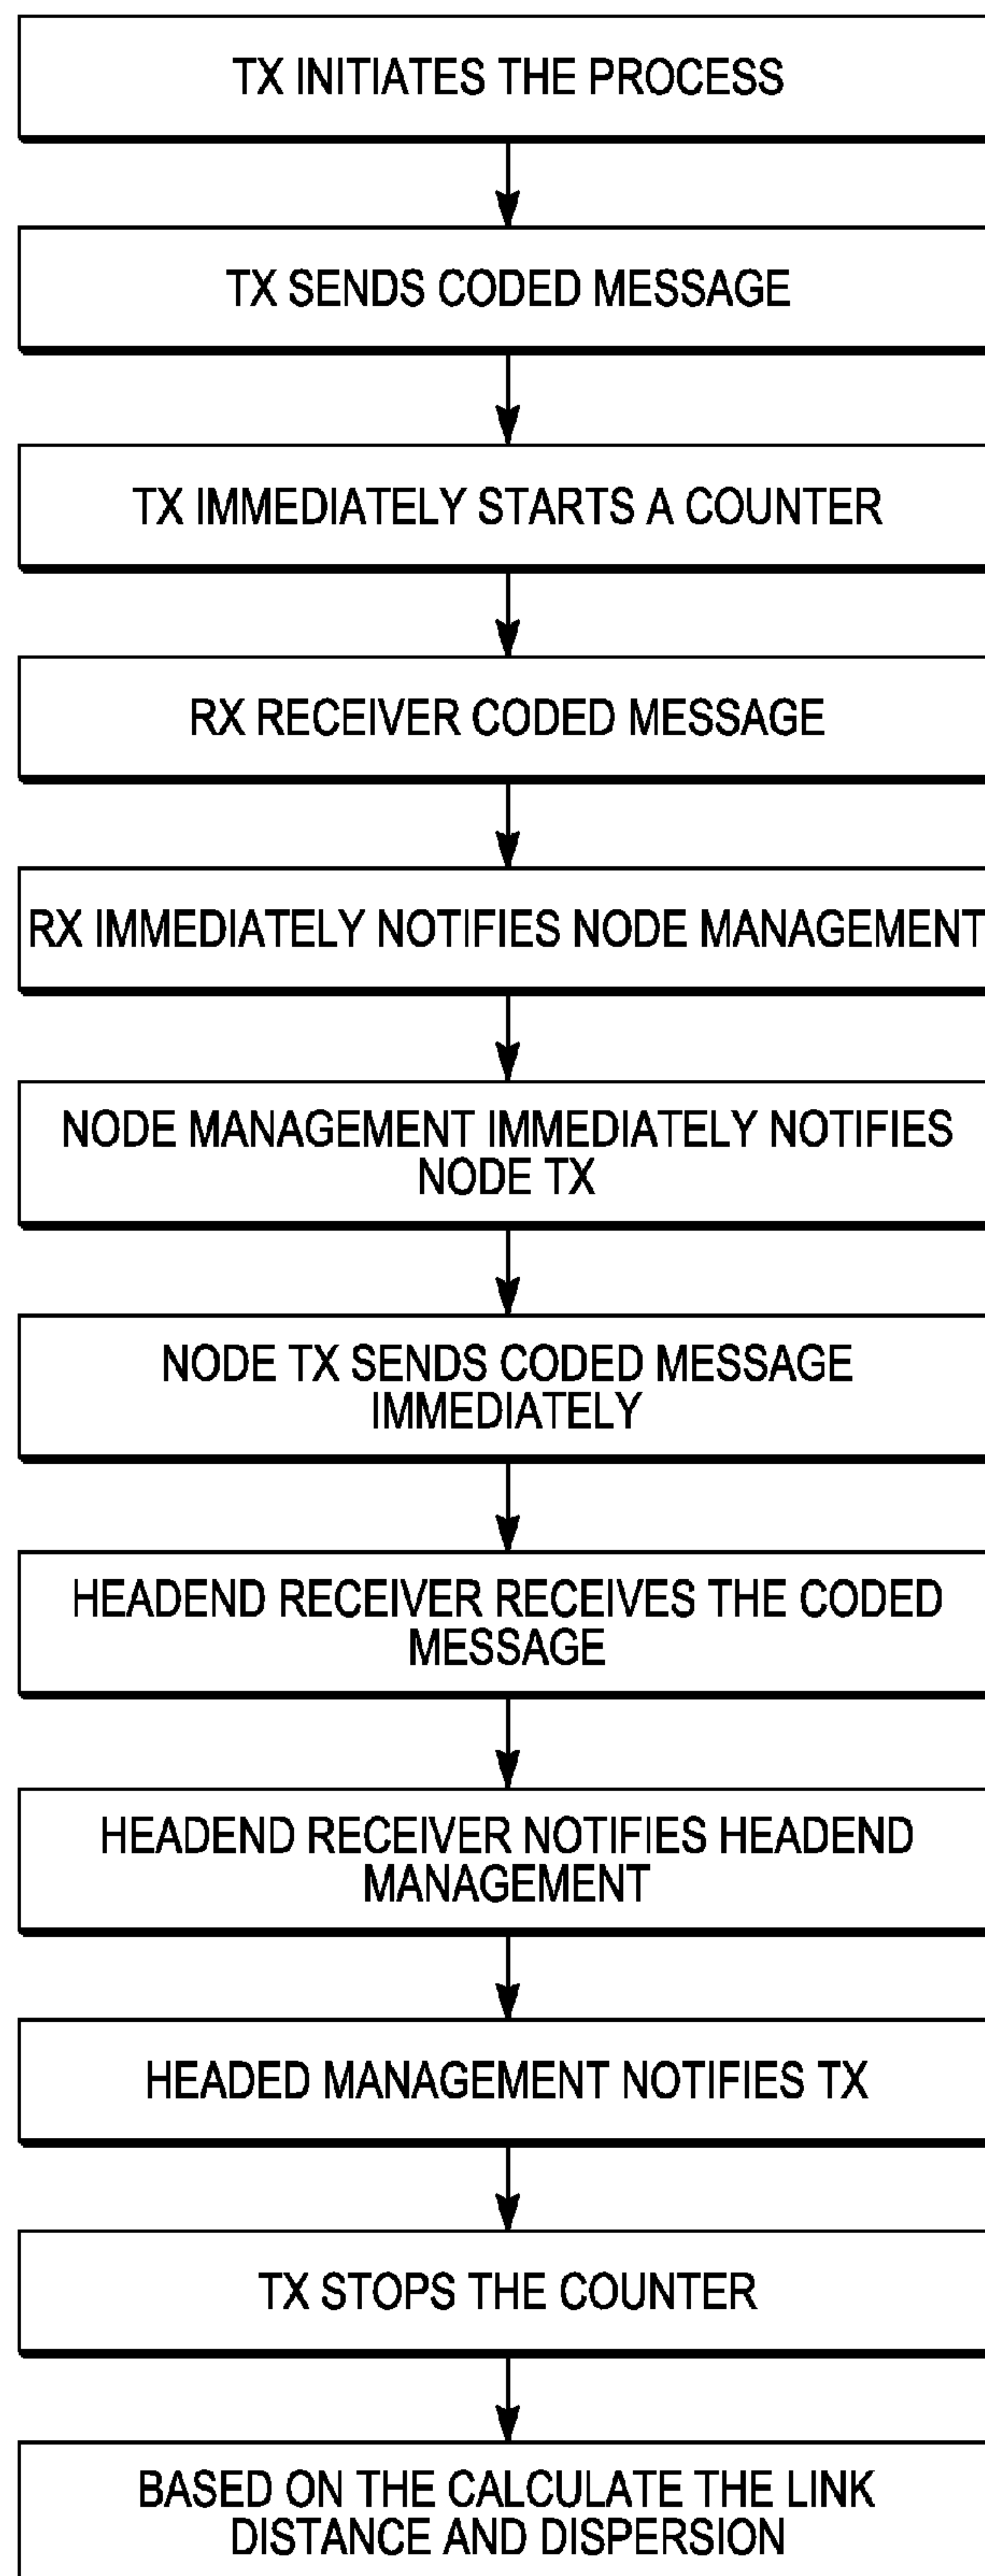 TX INITIATES THE PROCESS
TX SENDS CODED MESSAGE
TX IMMEDIATELY STARTS A COUNTER
RX RECEIVER CODED MESSAGE
RX IMMEDIATELY NOTIFIES NODE MANAGEMENT
NODE MANAGEMENT IMMEDIATELY NOTIFIES
NODE TX
NODE TX SENDS CODED MESSAGE
IMMEDIATELY
HEADEND RECEIVER RECEIVES THE CODED
MESSAGE
HEADEND RECEIVER NOTIFIES HEADEND
MANAGEMENT
HEADED MANAGEMENT NOTIFIES TX
TX STOPS THE COUNTER
BASED ON THE CALCULATE THE LINK
DISTANCE AND DISPERSION